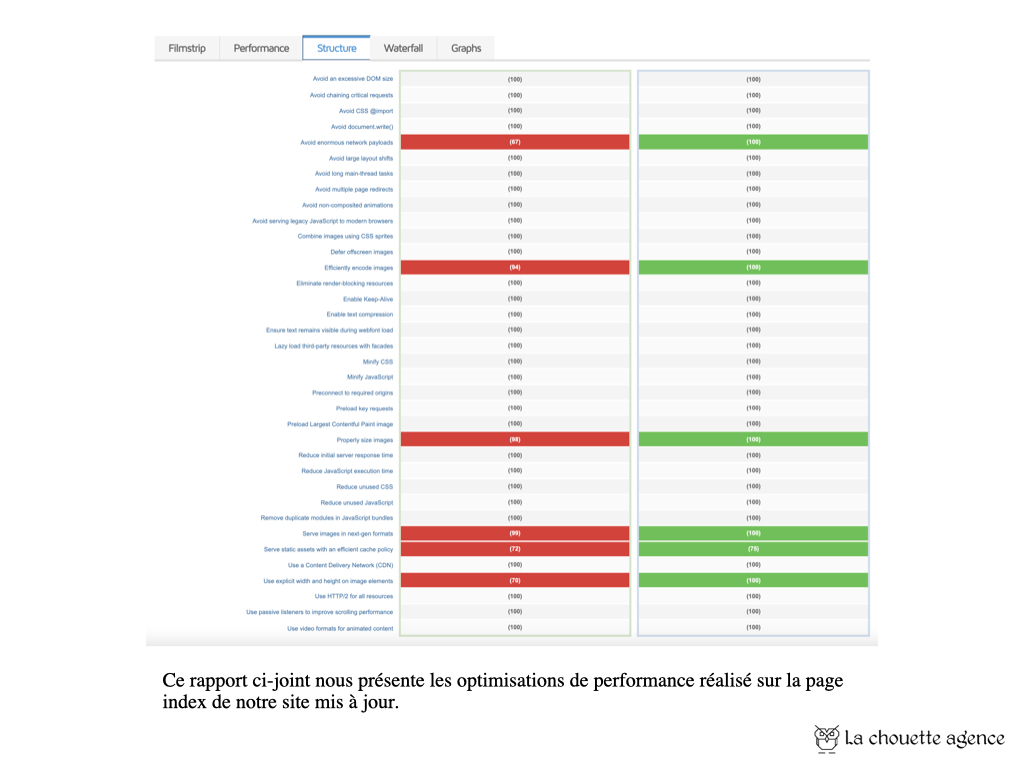 Filmstrip Performance Structure Waterfall Graphs
Avoid an excessive DOM size (100) (100)
Avoid chaining critical requests (100) (100)
Avoid CSS @import (100) (100)
Avoid document.write() (100) (100)
Avoid enormous network payloads (67) (100)
Avoid large layout shifts (100) (100)
Avoid long main-thread tasks (100) (100)
Avoid multiple page redirects (100) (100)
Avoid non-composited animations (100) (100)
Avoid serving legacy JavaScript to modern browsers (100) (100)
Combine images using CSS sprites (100) (100)
Defer offscreen images (100) (100)
Efficiently encode images (94) (100)
Eliminate render-blocking resources (100) (100)
Enable Keep-Alive (100) (100)
Enable text compression (100) (100)
Ensure text remains visible during webfont load (100) (100)
Lazy load third-party resources with facades (100) (100)
Minify CSS (100) (100)
Minify JavaScript (100) (100)
Preconnect to required origins (100) (100)
Preload key requests (100) (100)
Preload Largest Contentful Paint image (100) (100)
Properly size images (98) (100)
Reduce initial server response time (100) (100)
Reduce JavaScript execution time (100) (100)
Reduce unused CSS (100) (100)
Reduce unused JavaScript (100) (100)
Remove duplicate modules in JavaScript bundles (100) (100)
Serve images in next-gen formats (99) (100)
Serve static assets with an efficient cache policy (72) (75)
Use a Content Delivery Network (CDN) (100) (100)
Use explicit width and height on image elements (70) (100)
Use HTTP/2 for all resources (100) (100)
Use passive listeners to improve scrolling performance (100) (100)
Use video formats for animated content (100) (100)
Ce rapport ci-joint nous présente les optimisations de performance réalisé sur la page
index de notre site mis à jour.
La chouette agence